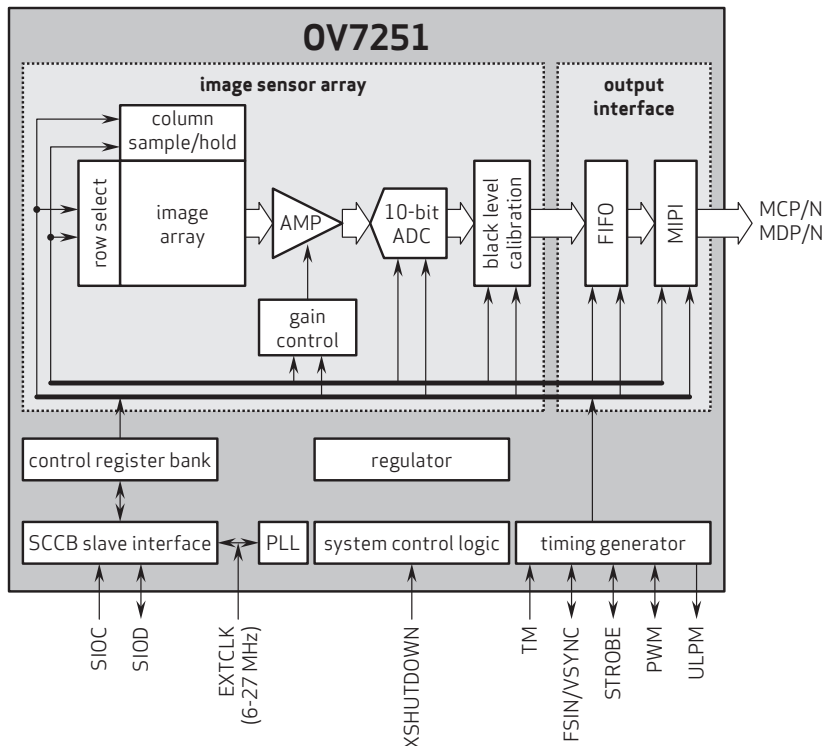 OV7251
image sensor array
output
interface
column
sample/hold
row select
image
array
AMP
10-bit
ADC
black level
calibration
FIFO
MIPI
MCP/N
MDP/N
gain
control
control register bank
regulator
SCCB slave interface
PLL
system control logic
timing generator
SIOC
SIOD
EXTCLK
(6-27 MHz)
XSHUTDOWN
TM
FSIN/VSYNC
STROBE
PWM
ULPM